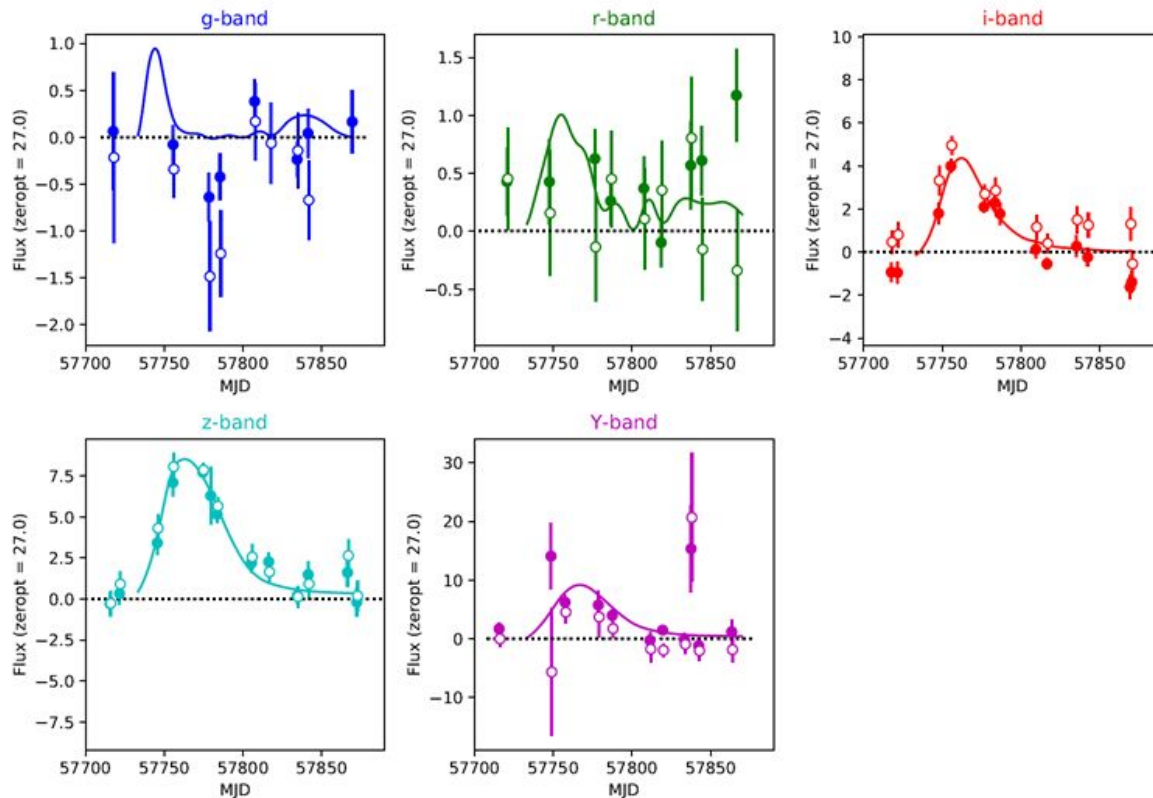 g-band
r-band
i-band
1.0
0.5
0.0
−0.5
−1.0
−1.5
−2.0
Flux (zeropt = 27.0)
57700 57750 57800 57850
MJD
1.5
1.0
0.5
0.0
−0.5
Flux (zeropt = 27.0)
57700 57750 57800 57850
MJD
10
8
6
4
2
0
−2
−4
Flux (zeropt = 27.0)
57700 57750 57800 57850
MJD
z-band
Y-band
7.5
5.0
2.5
0.0
−2.5
−5.0
−7.5
Flux (zeropt = 27.0)
57700 57750 57800 57850
MJD
30
20
10
0
−10
Flux (zeropt = 27.0)
57700 57750 57800 57850
MJD